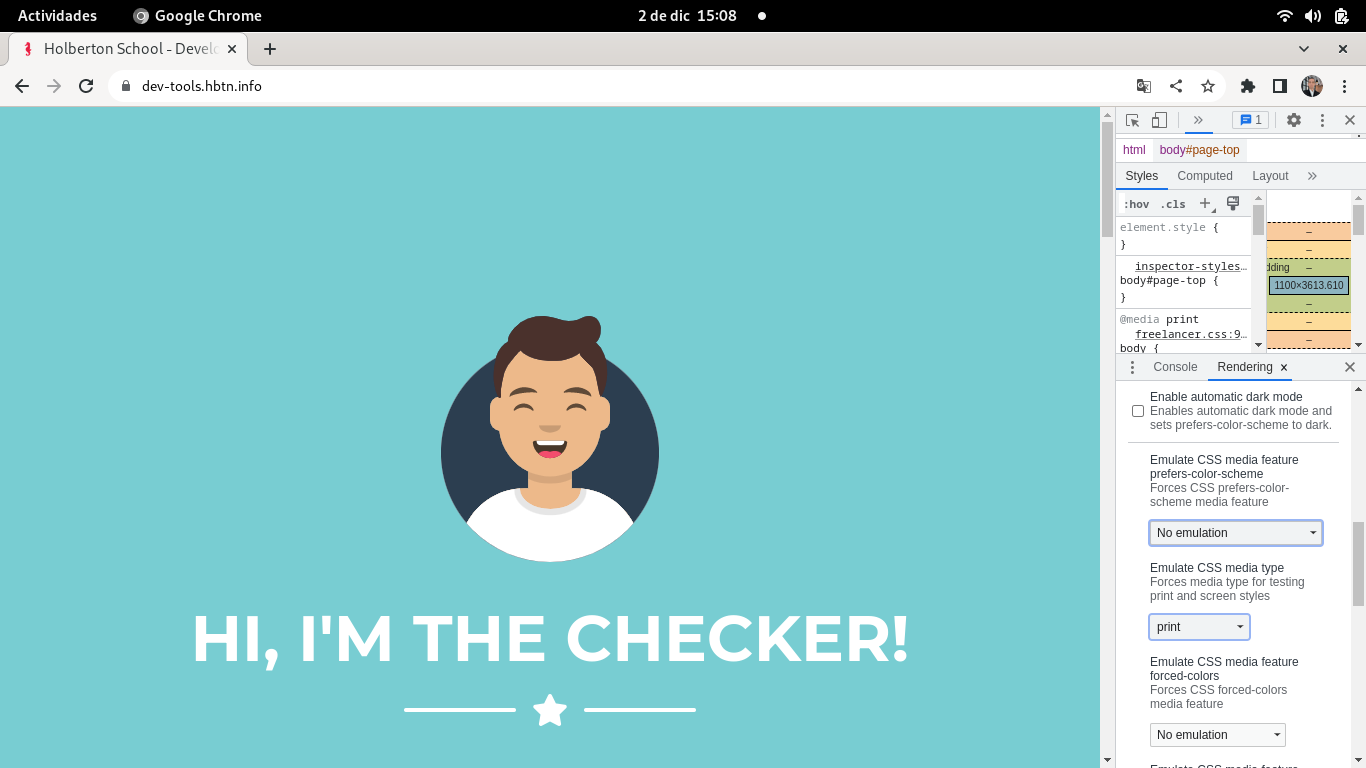 Actividades
Google Chrome
2 de dic 15:08
Holberton School - Develo
dev-tools.hbtn.info
HI, I'M THE CHECKER!
1
html
body#page-top
Styles
Computed
Layout
:hov
.cls
element.style {
}
inspector-styles…
body#page-top {
}
@media print
freelancer.css:9…
body {
–
–
dding
–
1100×3613.610
–
–
–
Console
Rendering
Enable automatic dark mode
Enables automatic dark mode and
sets prefers-color-scheme to dark.
Emulate CSS media feature
prefers-color-scheme
Forces CSS prefers-color-
scheme media feature
No emulation
Emulate CSS media type
Forces media type for testing
print and screen styles
print
Emulate CSS media feature
forced-colors
Forces CSS forced-colors
media feature
No emulation